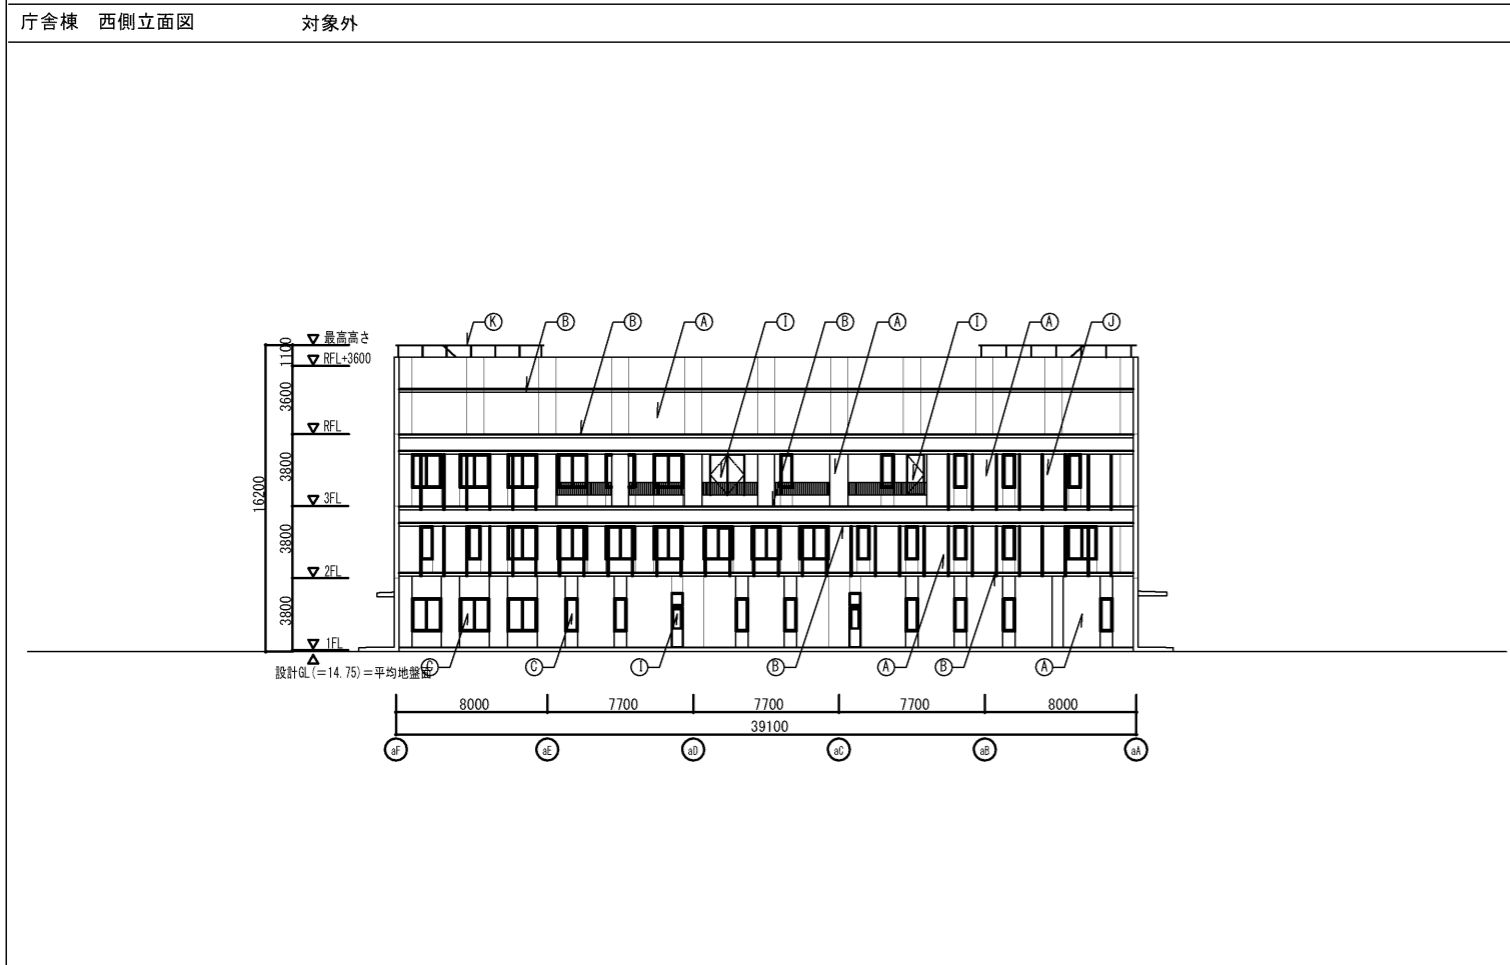 庁舎棟 西側立面図 対象外
K B B A I B A I A J
最高高さ
1100
RFL+3600
3600
RFL
3800
3FL
16200
3800
2FL
3800
1FL
設計GL(=14.75)=平均地盤面
C C I B A B A
8000 7700 7700 7700 8000
39100
aF aE aD aC aB aA